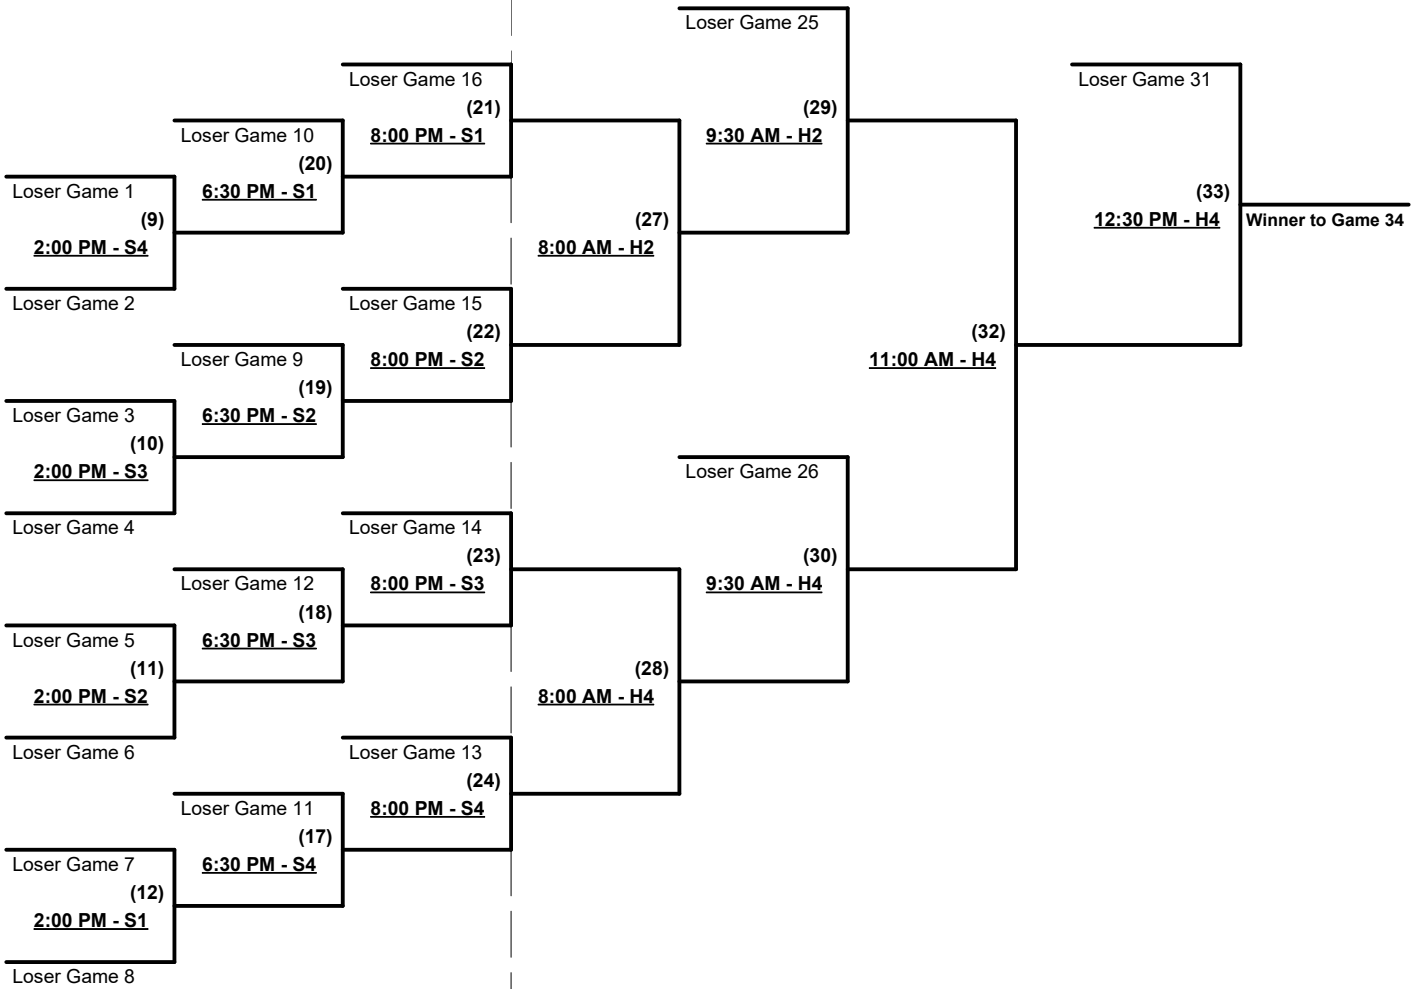 Loser Game 25
Loser Game 16
Loser Game 31
(21)
(29)
Loser Game 10
8:00 PM - S1
9:30 AM - H2
(20)
Loser Game 1
6:30 PM - S1
(33)
(9)
(27)
12:30 PM - H4
Winner to Game 34
2:00 PM - S4
8:00 AM - H2
Loser Game 2
Loser Game 15
(22)
(32)
Loser Game 9
8:00 PM - S2
11:00 AM - H4
(19)
Loser Game 3
6:30 PM - S2
(10)
2:00 PM - S3
Loser Game 26
Loser Game 4
Loser Game 14
(23)
(30)
Loser Game 12
8:00 PM - S3
9:30 AM - H4
(18)
Loser Game 5
6:30 PM - S3
(11)
(28)
2:00 PM - S2
8:00 AM - H4
Loser Game 6
Loser Game 13
(24)
Loser Game 11
8:00 PM - S4
(17)
Loser Game 7
6:30 PM - S4
(12)
2:00 PM - S1
Loser Game 8